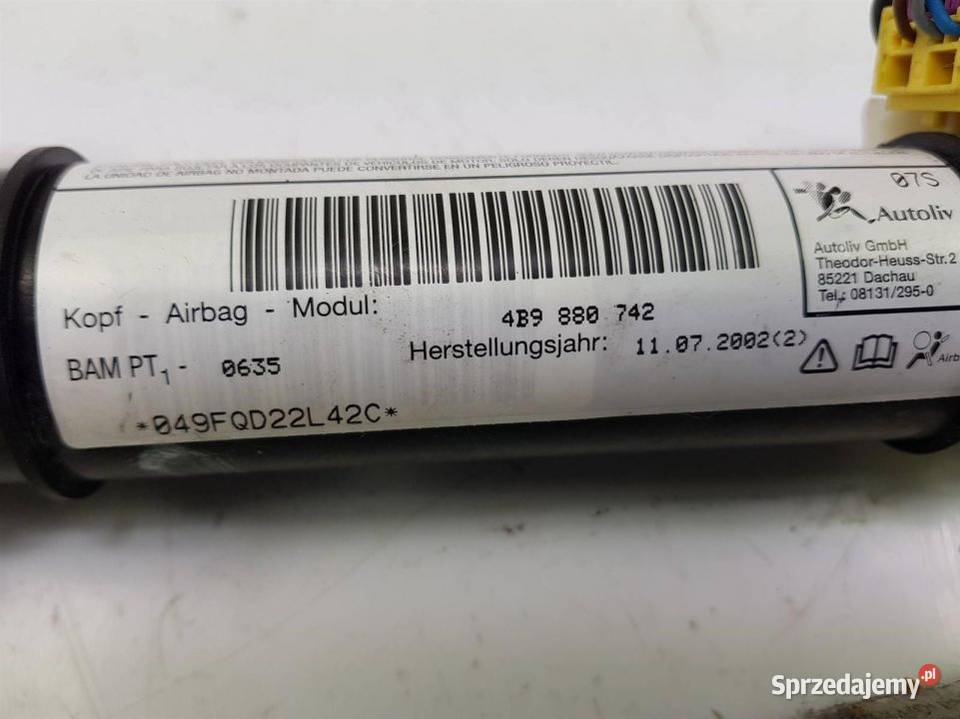 LA UNIDAD DE AIRBAG NO MONTADA PUEDE CONVERTIRSE EN UN PELIGROSO PROYECTIL.
07S
Autoliv
Autoliv GmbH
Theodor-Heuss-Str.2
85221 Dachau
Tel.: 08131/295-0
Kopf - Airbag - Modul: 4B9 880 742
BAM PT1 - 0635
Herstellungsjahr: 11.07.2002(2)
Airb
*049FQD22L42C*
Sprzedajemy.pl